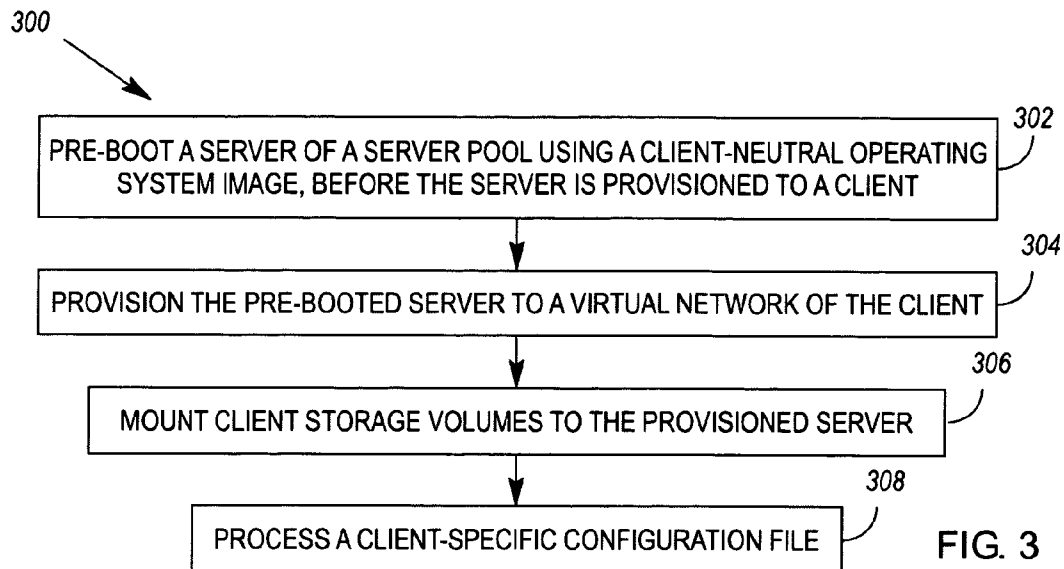 300
302
PRE-BOOT A SERVER OF A SERVER POOL USING A CLIENT-NEUTRAL OPERATING
SYSTEM IMAGE, BEFORE THE SERVER IS PROVISIONED TO A CLIENT
304
PROVISION THE PRE-BOOTED SERVER TO A VIRTUAL NETWORK OF THE CLIENT
306
MOUNT CLIENT STORAGE VOLUMES TO THE PROVISIONED SERVER
308
PROCESS A CLIENT-SPECIFIC CONFIGURATION FILE
FIG. 3